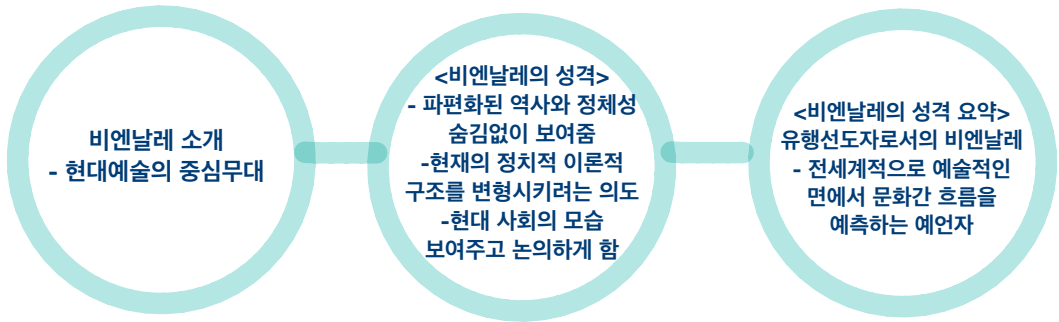 비엔날레 소개
- 현대예술의 중심무대
<비엔날레의 성격>
- 파편화된 역사와 정체성
숨김없이 보여줌
-현재의 정치적 이론적
구조를 변형시키려는 의도
-현대 사회의 모습
보여주고 논의하게 함
<비엔날레의 성격 요약>
유행선도자로서의 비엔날레
- 전세계적으로 예술적인
면에서 문화간 흐름을
예측하는 예언자